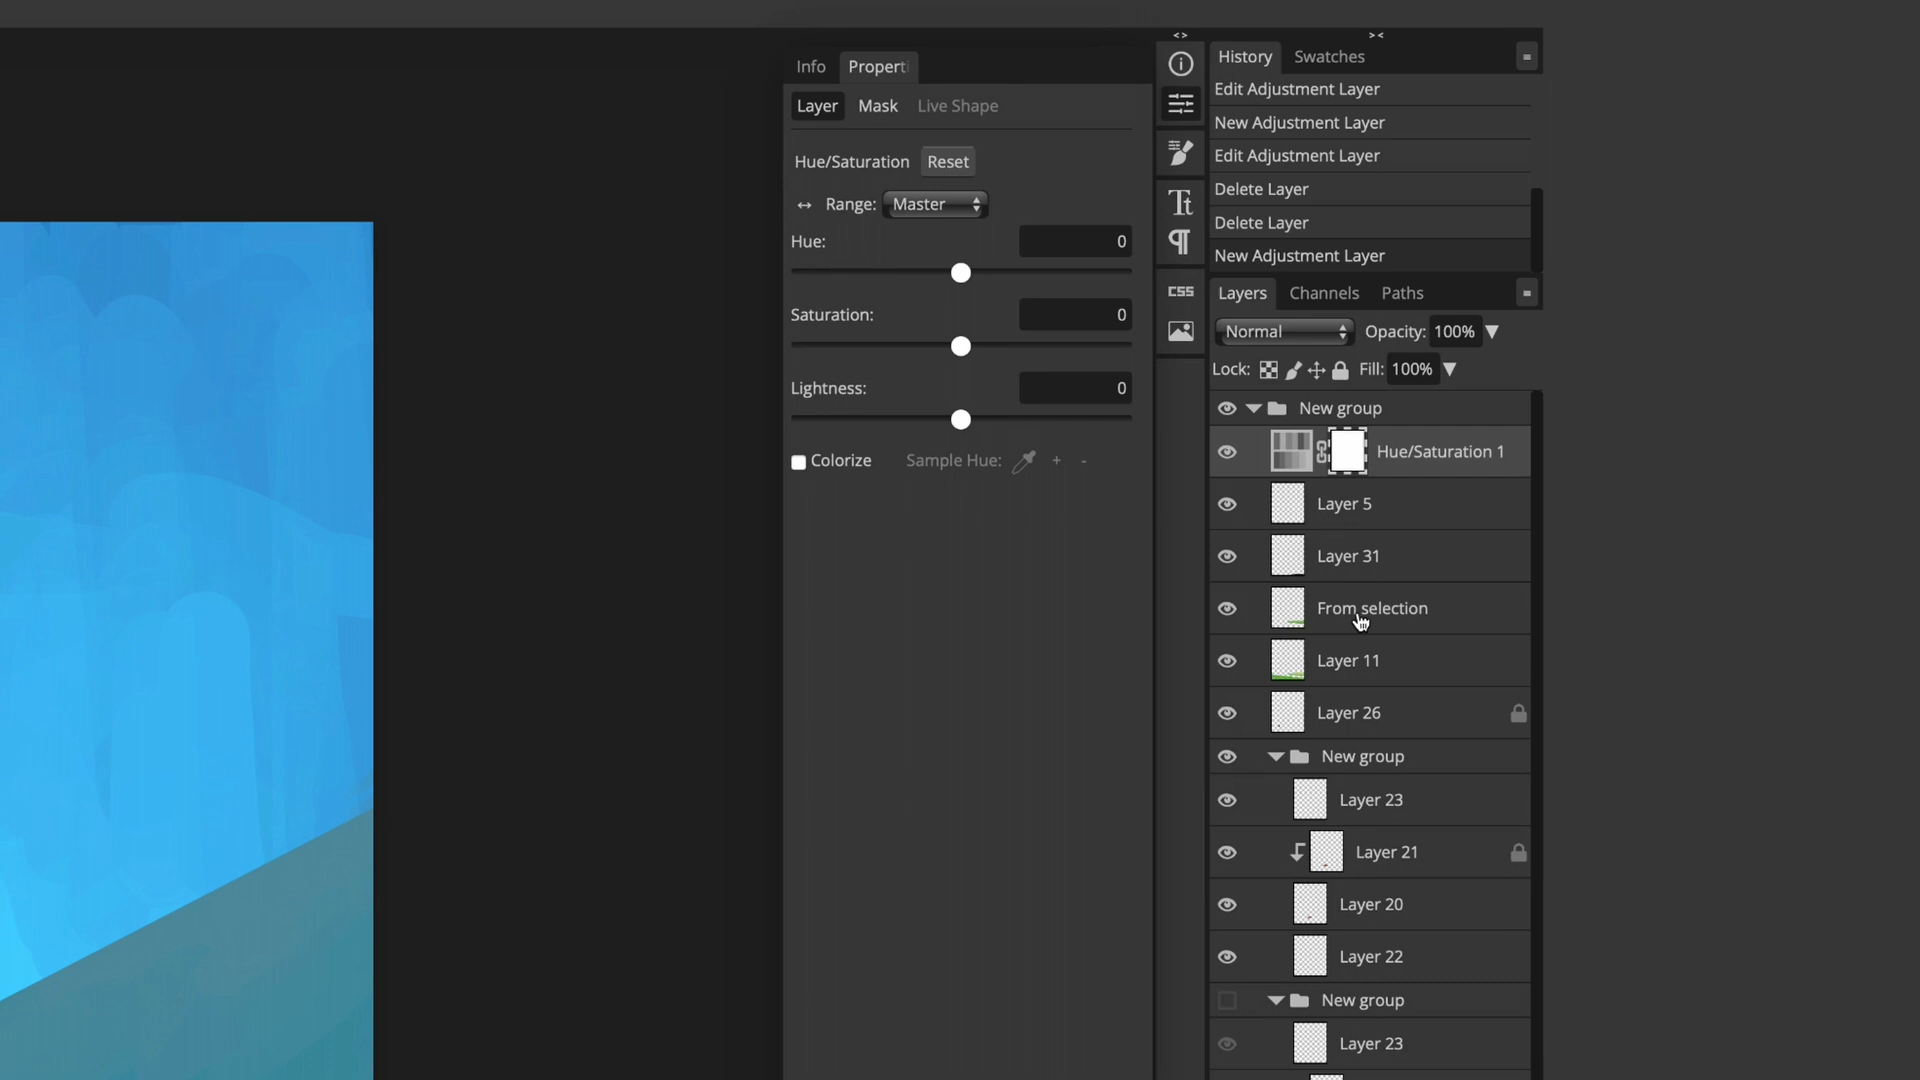 Info
Properti
Layer Mask Live Shape
Hue/Saturation Reset
Range: Master
Hue: 0
Saturation: 0
Lightness: 0
Colorize Sample Hue: + -
CSS
History Swatches
Edit Adjustment Layer
New Adjustment Layer
Edit Adjustment Layer
Delete Layer
Delete Layer
New Adjustment Layer
Layers Channels Paths
Normal Opacity: 100%
Lock: Fill: 100%
New group
Hue/Saturation 1
Layer 5
Layer 31
From selection
Layer 11
Layer 26
New group
Layer 23
Layer 21
Layer 20
Layer 22
New group
Layer 23